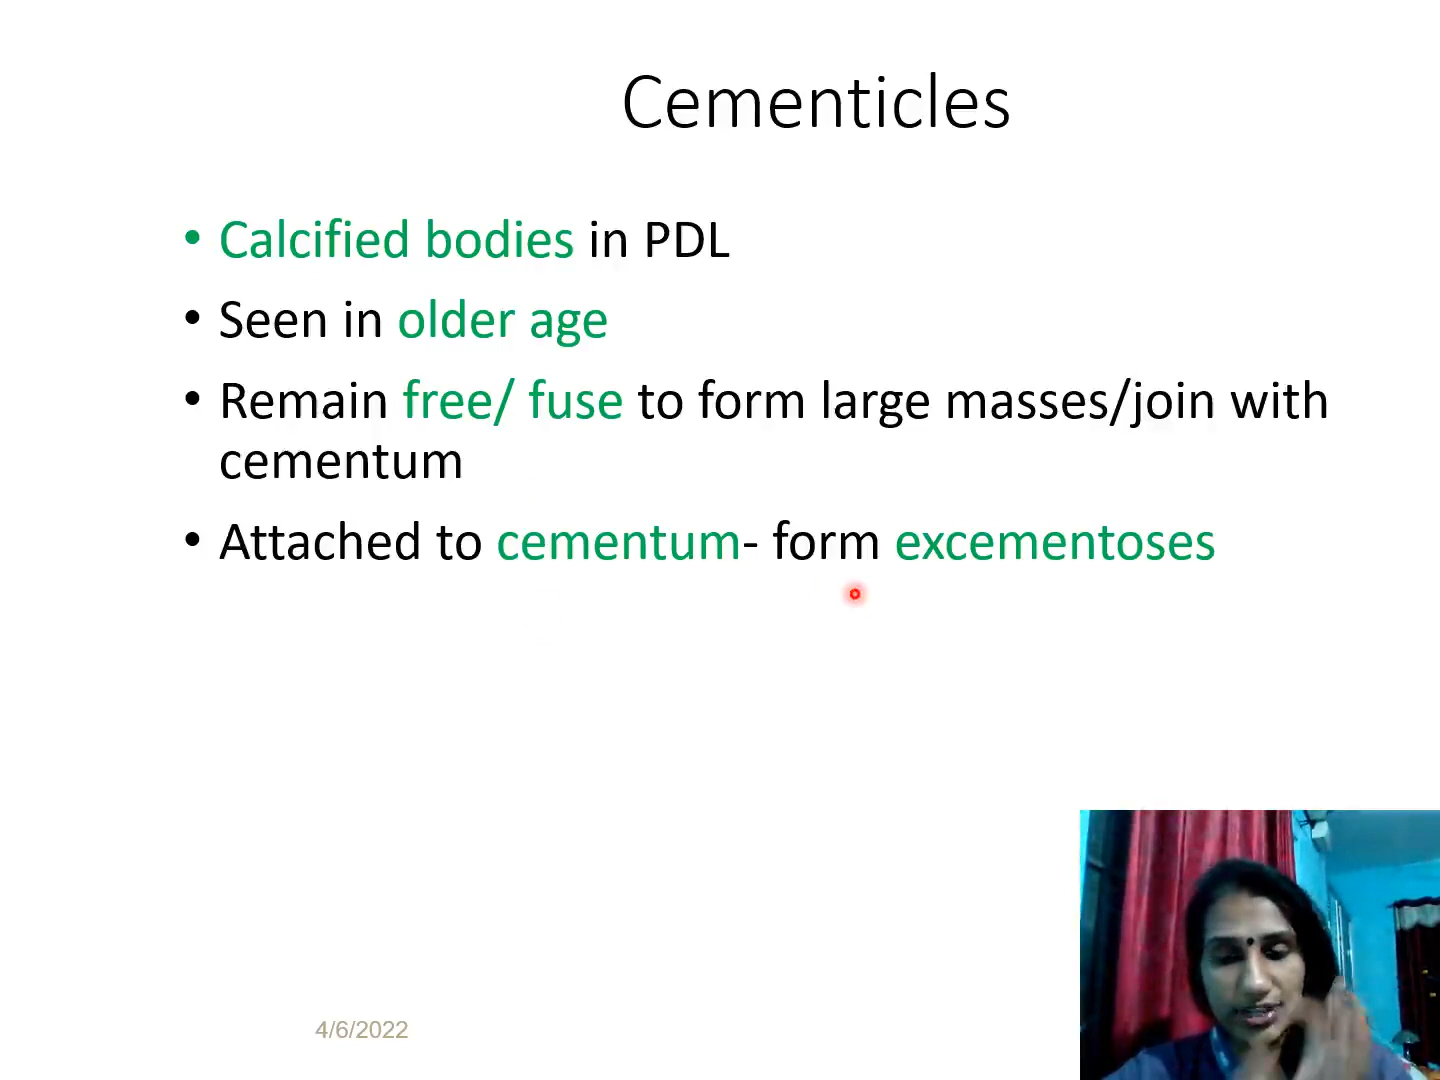 Cementicles
• Calcified bodies in PDL
• Seen in older age
• Remain free/ fuse to form large masses/join with
cementum
• Attached to cementum- form excementoses
4/6/2022